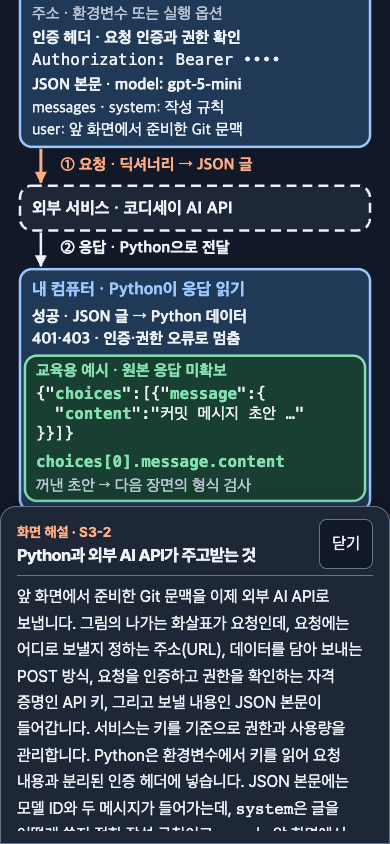 주소 · 환경변수 또는 실행 옵션
인증 헤더 · 요청 인증과 권한 확인
Authorization: Bearer ••••
JSON 본문 · model: gpt-5-mini
messages · system: 작성 규칙
user: 앞 화면에서 준비한 Git 문맥
① 요청 · 딕셔너리 → JSON 글
외부 서비스 · 코디세이 AI API
② 응답 · Python으로 전달
내 컴퓨터 · Python이 응답 읽기
성공 · JSON 글 → Python 데이터
401·403 · 인증·권한 오류로 멈춤
교육용 예시 · 원본 응답 미확보
{"choices":[{"message":{
"content":"커밋 메시지 초안 …"
}}]}
choices[0].message.content
꺼낸 초안 → 다음 장면의 형식 검사
화면 해설 · S3-2
Python과 외부 AI API가 주고받는 것
닫기
앞 화면에서 준비한 Git 문맥을 이제 외부 AI API로
보냅니다. 그림의 나가는 화살표가 요청인데, 요청에는
어디로 보낼지 정하는 주소(URL), 데이터를 담아 보내는
POST 방식, 요청을 인증하고 권한을 확인하는 자격
증명인 API 키, 그리고 보낼 내용인 JSON 본문이
들어갑니다. 서비스는 키를 기준으로 권한과 사용량을
관리합니다. Python은 환경변수에서 키를 읽어 요청
내용과 분리된 인증 헤더에 넣습니다. JSON 본문에는
모델 ID와 두 메시지가 들어가는데, system은 글을